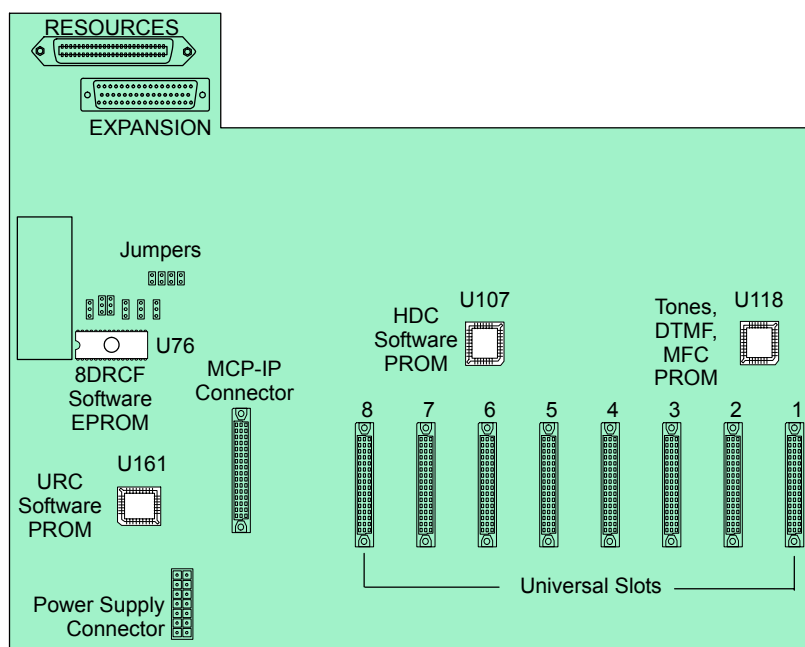 RESOURCES
EXPANSION
Jumpers
U76
8DRCF
Software
EPROM
MCP-IP
Connector
U107
HDC
Software
PROM
U118
Tones,
DTMF,
MFC
PROM
8 7 6 5 4 3 2 1
U161
URC
Software
PROM
Universal Slots
Power Supply
Connector